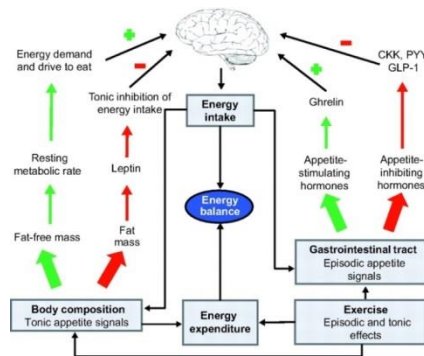 +
-
-
+
Energy demand
and drive to eat
Tonic inhibition of
energy intake
Energy
intake
CKK, PYY
GLP-1
Ghrelin
Resting
metabolic rate
Leptin
Appetite-
stimulating
hormones
Appetite-
inhibiting
hormones
Energy
balance
Fat-free mass
Fat
mass
Gastrointestinal tract
Episodic appetite
signals
Body composition
Tonic appetite signals
Energy
expenditure
Exercise
Episodic and tonic
effects